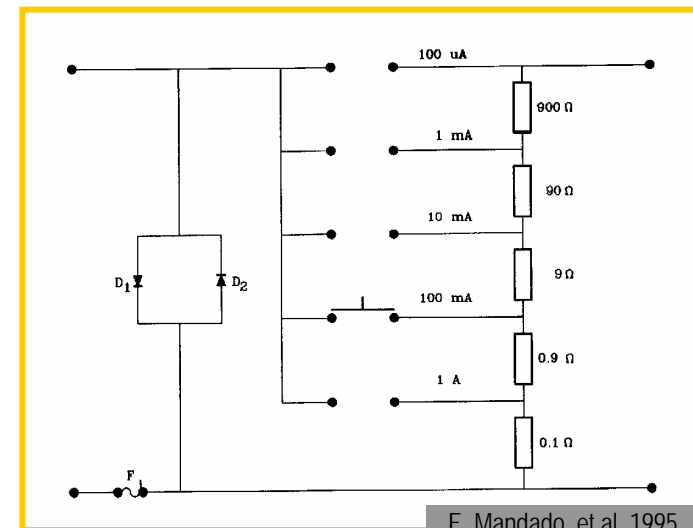 100 uA
900 Ω
1 mA
90 Ω
10 mA
D1
D2
9 Ω
100 mA
0.9 Ω
1 A
0.1 Ω
F
E. Mandado, et al. 1995